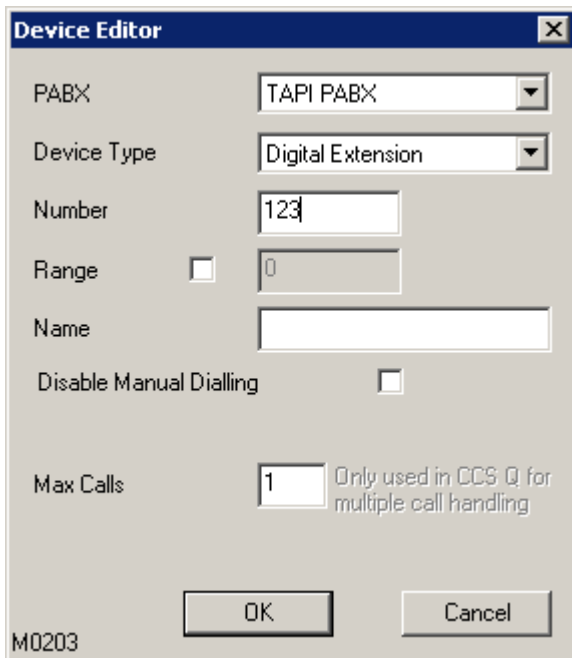 Device Editor
PABX TAPI PABX
Device Type Digital Extension
Number 123
Range 0
Name
Disable Manual Dialling
Max Calls 1 Only used in CCS Q for
multiple call handling
OK Cancel
M0203